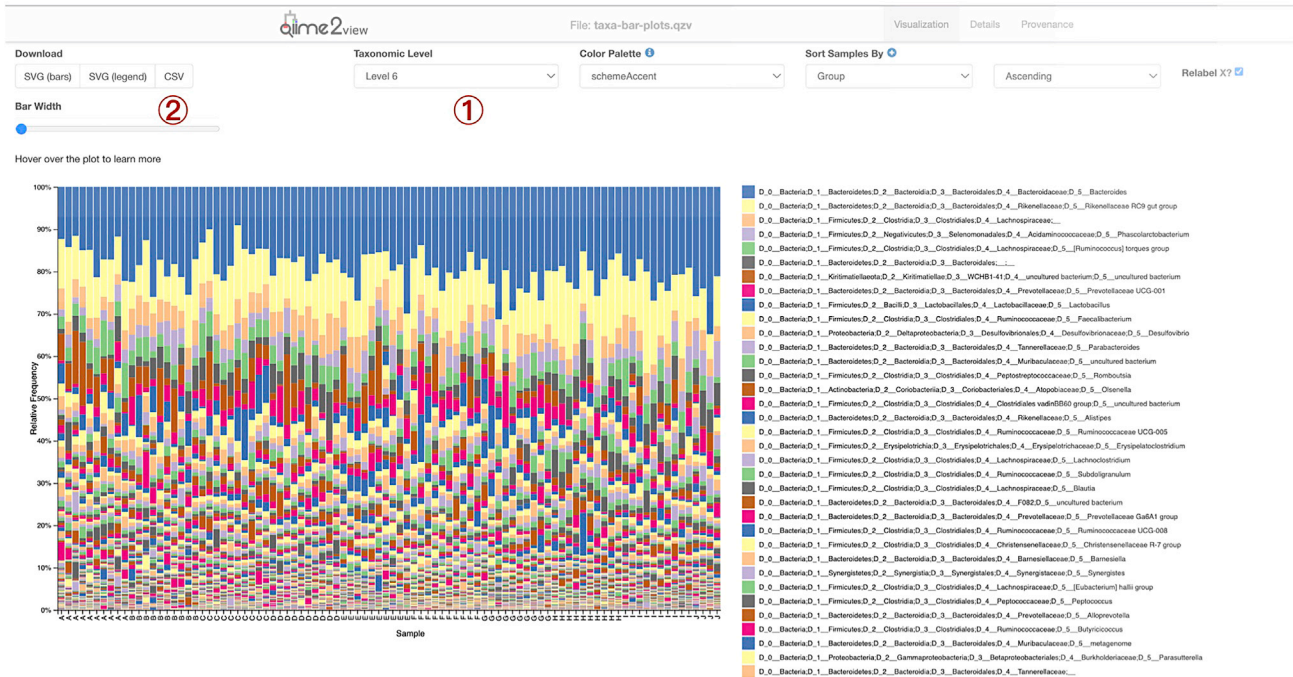 qiime2view
File: taxa-bar-plots.qzv
Visualization Details Provenance
Download
Taxonomic Level
Color Palette
Sort Samples By
SVG (bars) SVG (legend) CSV
Level 6
schemeAccent
Group
Ascending
Relabel X?
Bar Width
②
①
Hover over the plot to learn more
100%
90%
80%
70%
60%
50%
40%
30%
20%
10%
0%
Relative Frequency
Sample
D_0__Bacteria;D_1__Bacteroidetes;D_2__Bacteroidia;D_3__Bacteroidales;D_4__Bacteroidaceae;D_5__Bacteroides
D_0__Bacteria;D_1__Bacteroidetes;D_2__Bacteroidia;D_3__Bacteroidales;D_4__Rikenellaceae;D_5__Rikenellaceae RC9 gut group
D_0__Bacteria;D_1__Firmicutes;D_2__Clostridia;D_3__Clostridiales;D_4__Lachnospiraceae;__
D_0__Bacteria;D_1__Firmicutes;D_2__Negativicutes;D_3__Selenomonadales;D_4__Acidaminococcaceae;D_5__Phascolarctobacterium
D_0__Bacteria;D_1__Firmicutes;D_2__Clostridia;D_3__Clostridiales;D_4__Lachnospiraceae;D_5__[Ruminococcus] torques group
D_0__Bacteria;D_1__Bacteroidetes;D_2__Bacteroidia;D_3__Bacteroidales;__;__
D_0__Bacteria;D_1__Kiritimatiellaeota;D_2__Kiritimatiellae;D_3__WCHB1-41;D_4__uncultured bacterium;D_5__uncultured bacterium
D_0__Bacteria;D_1__Bacteroidetes;D_2__Bacteroidia;D_3__Bacteroidales;D_4__Prevotellaceae;D_5__Prevotellaceae UCG-001
D_0__Bacteria;D_1__Firmicutes;D_2__Bacilli;D_3__Lactobacillales;D_4__Lactobacillaceae;D_5__Lactobacillus
D_0__Bacteria;D_1__Firmicutes;D_2__Clostridia;D_3__Clostridiales;D_4__Ruminococcaceae;D_5__Faecalibacterium
D_0__Bacteria;D_1__Proteobacteria;D_2__Deltaproteobacteria;D_3__Desulfovibrionales;D_4__Desulfovibrionaceae;D_5__Desulfovibrio
D_0__Bacteria;D_1__Bacteroidetes;D_2__Bacteroidia;D_3__Bacteroidales;D_4__Tannerellaceae;D_5__Parabacteroides
D_0__Bacteria;D_1__Bacteroidetes;D_2__Bacteroidia;D_3__Bacteroidales;D_4__Muribaculaceae;D_5__uncultured bacterium
D_0__Bacteria;D_1__Firmicutes;D_2__Clostridia;D_3__Clostridiales;D_4__Peptostreptococcaceae;D_5__Romboutsia
D_0__Bacteria;D_1__Actinobacteria;D_2__Coriobacteriia;D_3__Coriobacteriales;D_4__Atopobiaceae;D_5__Olsenella
D_0__Bacteria;D_1__Firmicutes;D_2__Clostridia;D_3__Clostridiales;D_4__Clostridiales vadinBB60 group;D_5__uncultured bacterium
D_0__Bacteria;D_1__Bacteroidetes;D_2__Bacteroidia;D_3__Bacteroidales;D_4__Rikenellaceae;D_5__Alistipes
D_0__Bacteria;D_1__Firmicutes;D_2__Clostridia;D_3__Clostridiales;D_4__Ruminococcaceae;D_5__Ruminococcaceae UCG-005
D_0__Bacteria;D_1__Firmicutes;D_2__Erysipelotrichia;D_3__Erysipelotrichales;D_4__Erysipelotrichaceae;D_5__Erysipelatoclostridium
D_0__Bacteria;D_1__Firmicutes;D_2__Clostridia;D_3__Clostridiales;D_4__Lachnospiraceae;D_5__Lachnoclostridium
D_0__Bacteria;D_1__Firmicutes;D_2__Clostridia;D_3__Clostridiales;D_4__Ruminococcaceae;D_5__Subdoligranulum
D_0__Bacteria;D_1__Firmicutes;D_2__Clostridia;D_3__Clostridiales;D_4__Lachnospiraceae;D_5__Blautia
D_0__Bacteria;D_1__Bacteroidetes;D_2__Bacteroidia;D_3__Bacteroidales;D_4__F082;D_5__uncultured bacterium
D_0__Bacteria;D_1__Bacteroidetes;D_2__Bacteroidia;D_3__Bacteroidales;D_4__Prevotellaceae;D_5__Prevotellaceae Ga6A1 group
D_0__Bacteria;D_1__Firmicutes;D_2__Clostridia;D_3__Clostridiales;D_4__Ruminococcaceae;D_5__Ruminococcaceae UCG-008
D_0__Bacteria;D_1__Firmicutes;D_2__Clostridia;D_3__Clostridiales;D_4__Christensenellaceae;D_5__Christensenellaceae R-7 group
D_0__Bacteria;D_1__Bacteroidetes;D_2__Bacteroidia;D_3__Bacteroidales;D_4__Barnesiellaceae;D_5__Barnesiella
D_0__Bacteria;D_1__Synergistetes;D_2__Synergistia;D_3__Synergistales;D_4__Synergistaceae;D_5__Synergistes
D_0__Bacteria;D_1__Firmicutes;D_2__Clostridia;D_3__Clostridiales;D_4__Lachnospiraceae;D_5__[Eubacterium] hallii group
D_0__Bacteria;D_1__Firmicutes;D_2__Clostridia;D_3__Clostridiales;D_4__Peptococcaceae;D_5__Peptococcus
D_0__Bacteria;D_1__Bacteroidetes;D_2__Bacteroidia;D_3__Bacteroidales;D_4__Prevotellaceae;D_5__Alloprevotella
D_0__Bacteria;D_1__Firmicutes;D_2__Clostridia;D_3__Clostridiales;D_4__Ruminococcaceae;D_5__Butyricicoccus
D_0__Bacteria;D_1__Bacteroidetes;D_2__Bacteroidia;D_3__Bacteroidales;D_4__Muribaculaceae;D_5__metagenome
D_0__Bacteria;D_1__Proteobacteria;D_2__Gammaproteobacteria;D_3__Betaproteobacteriales;D_4__Burkholderiaceae;D_5__Parasutterella
D_0__Bacteria;D_1__Bacteroidetes;D_2__Bacteroidia;D_3__Bacteroidales;D_4__Tannerellaceae;__